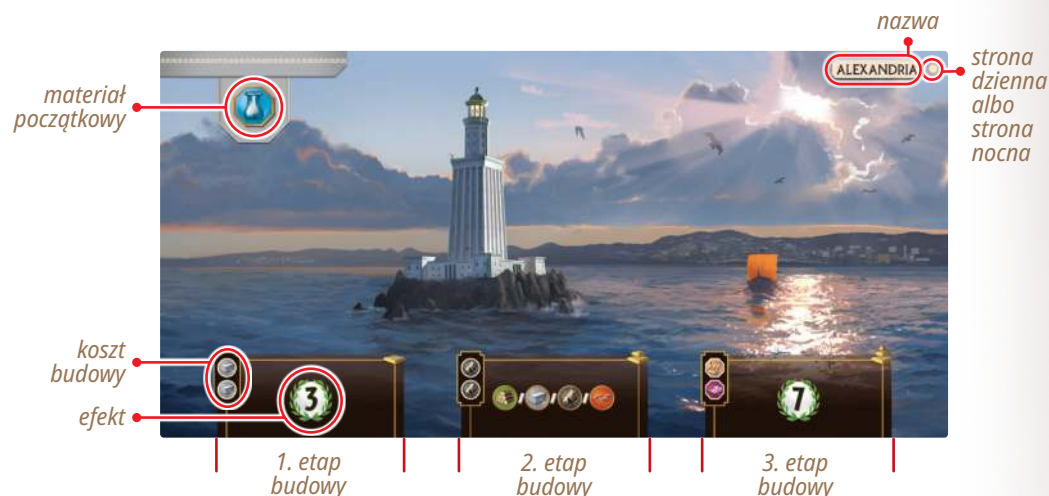 nazwa
ALEXANDRIA
strona
dzienna
albo
strona
nocna
materiał
początkowy
koszt
budowy
efekt
3
7
1. etap
budowy
2. etap
budowy
3. etap
budowy